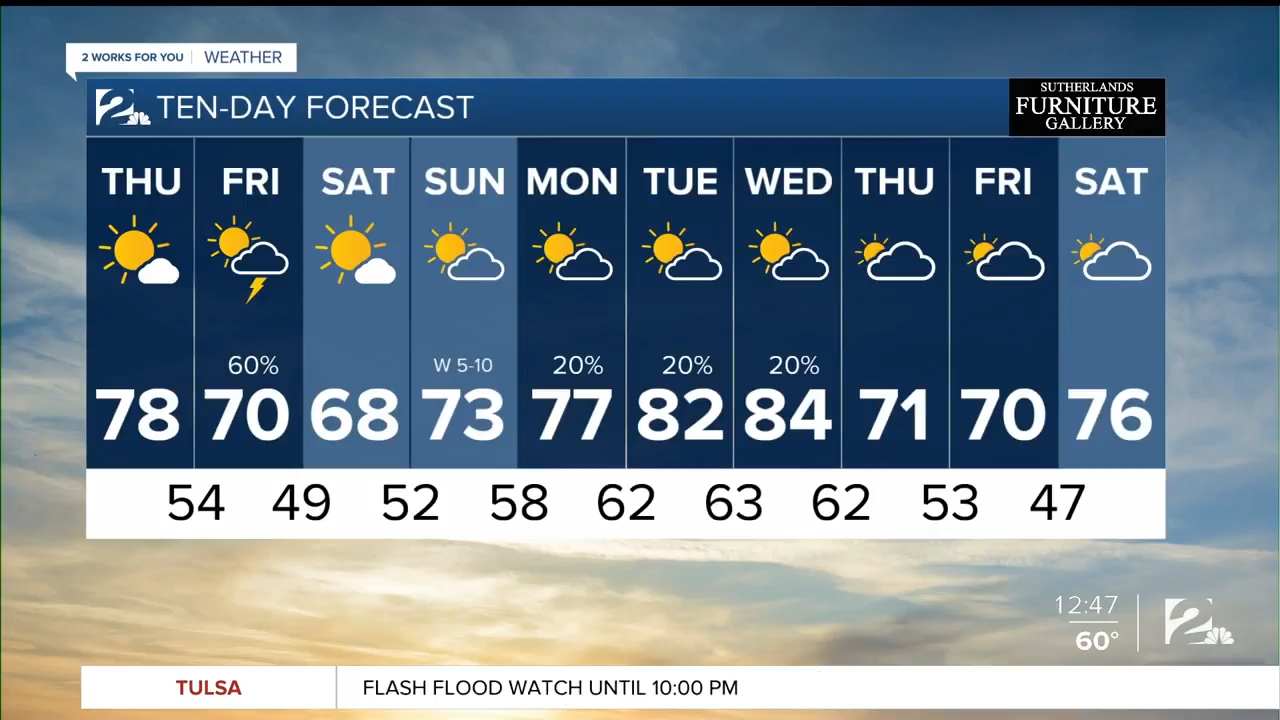 2 WORKS FOR YOU WEATHER
2 TEN-DAY FORECAST
SUTHERLANDS
FURNITURE
GALLERY
THU FRI SAT SUN MON TUE WED THU FRI SAT
60% W 5-10 20% 20% 20%
78 70 68 73 77 82 84 71 70 76
54 49 52 58 62 63 62 53 47
12:47
60°
2
TULSA FLASH FLOOD WATCH UNTIL 10:00 PM